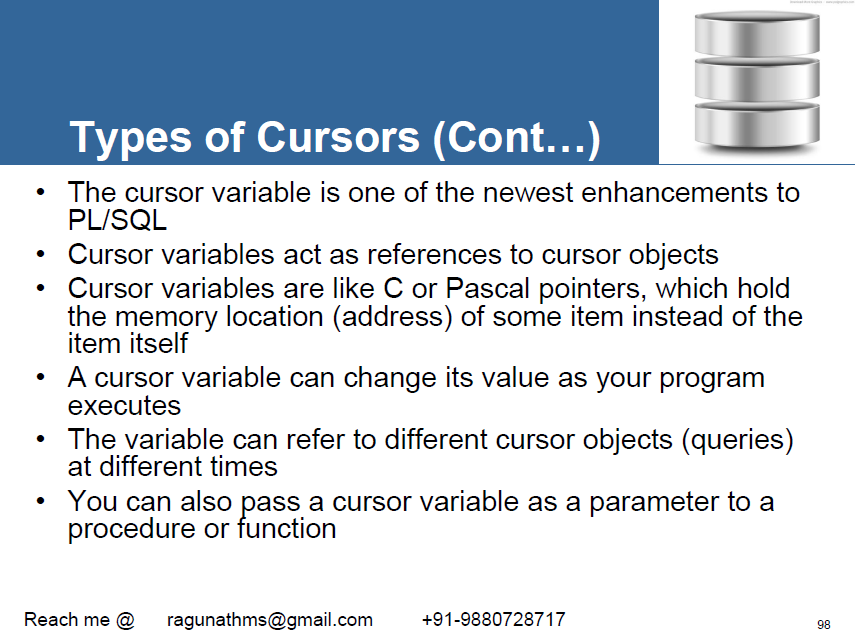 Types of Cursors (Cont…)
• The cursor variable is one of the newest enhancements to
PL/SQL
• Cursor variables act as references to cursor objects
• Cursor variables are like C or Pascal pointers, which hold
the memory location (address) of some item instead of the
item itself
• A cursor variable can change its value as your program
executes
• The variable can refer to different cursor objects (queries)
at different times
• You can also pass a cursor variable as a parameter to a
procedure or function
Reach me @ ragunathms@gmail.com +91-9880728717
98